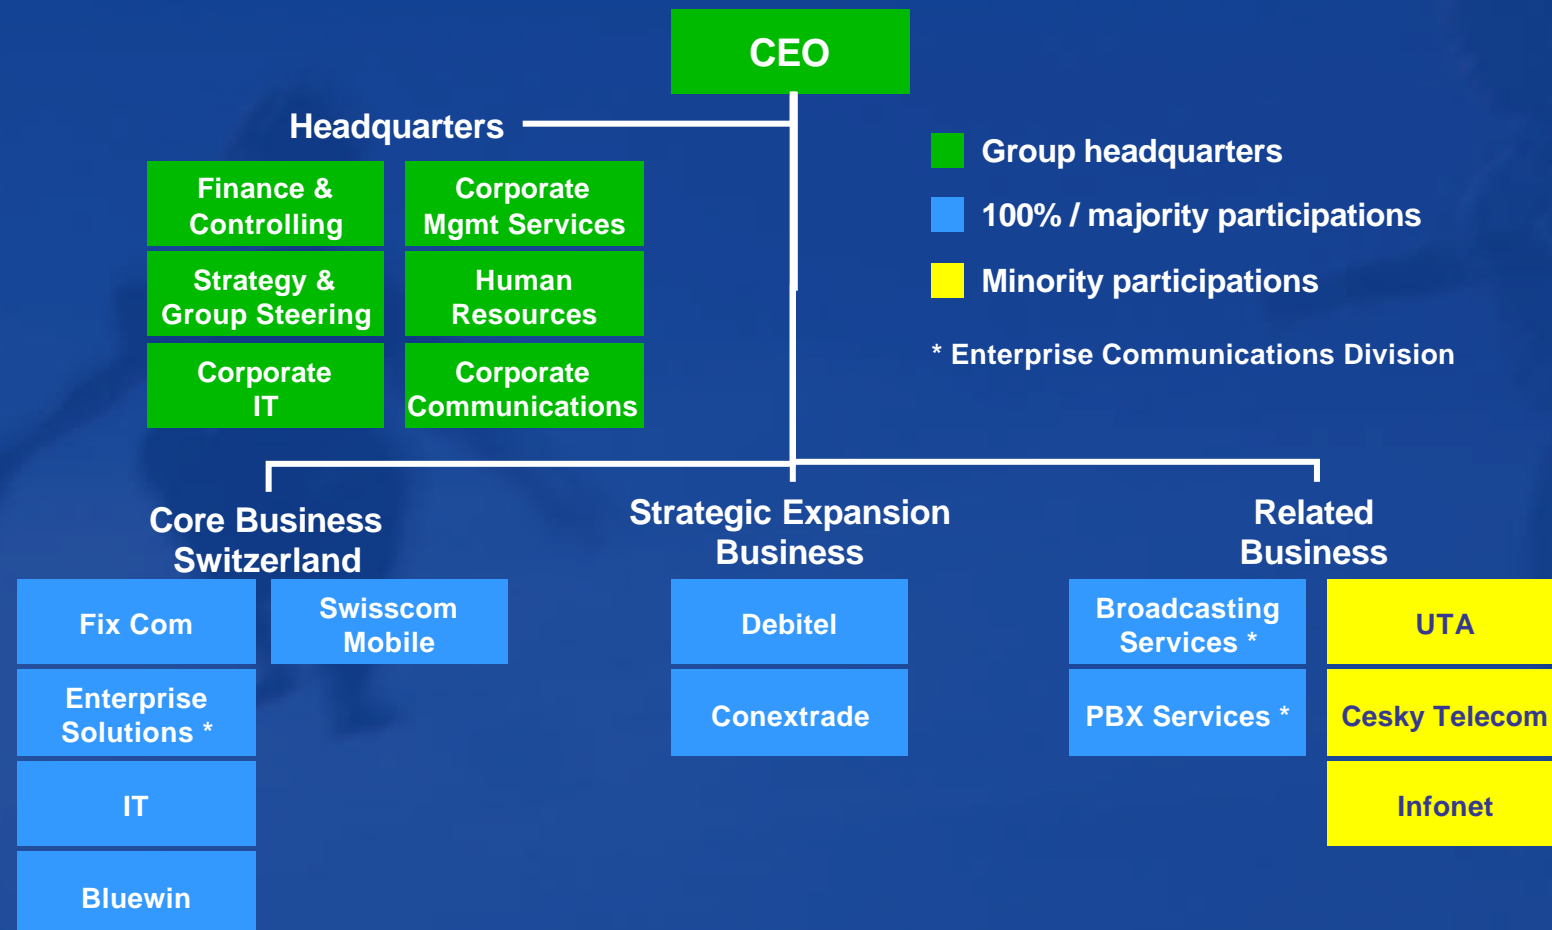 CEO
Headquarters
Finance &
Controlling
Corporate
Mgmt Services
Strategy &
Group Steering
Human
Resources
Corporate
IT
Corporate
Communications
Group headquarters
100% / majority participations
Minority participations
* Enterprise Communications Division
Core Business
Switzerland
Fix Com
Swisscom
Mobile
Enterprise
Solutions *
IT
Bluewin
Strategic Expansion
Business
Debitel
Conextrade
Related
Business
Broadcasting
Services *
UTA
PBX Services *
Cesky Telecom
Infonet